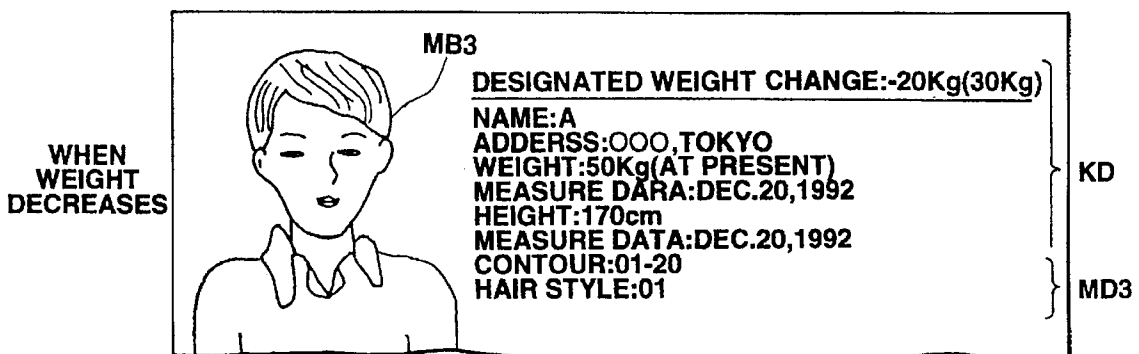 MB3
DESIGNATED WEIGHT CHANGE:-20Kg(30Kg)
NAME:A
ADDERSS:○○○,TOKYO
WEIGHT:50Kg(AT PRESENT)
MEASURE DARA:DEC.20,1992
HEIGHT:170cm
MEASURE DATA:DEC.20,1992
CONTOUR:01-20
HAIR STYLE:01
WHEN
WEIGHT
DECREASES
KD
MD3